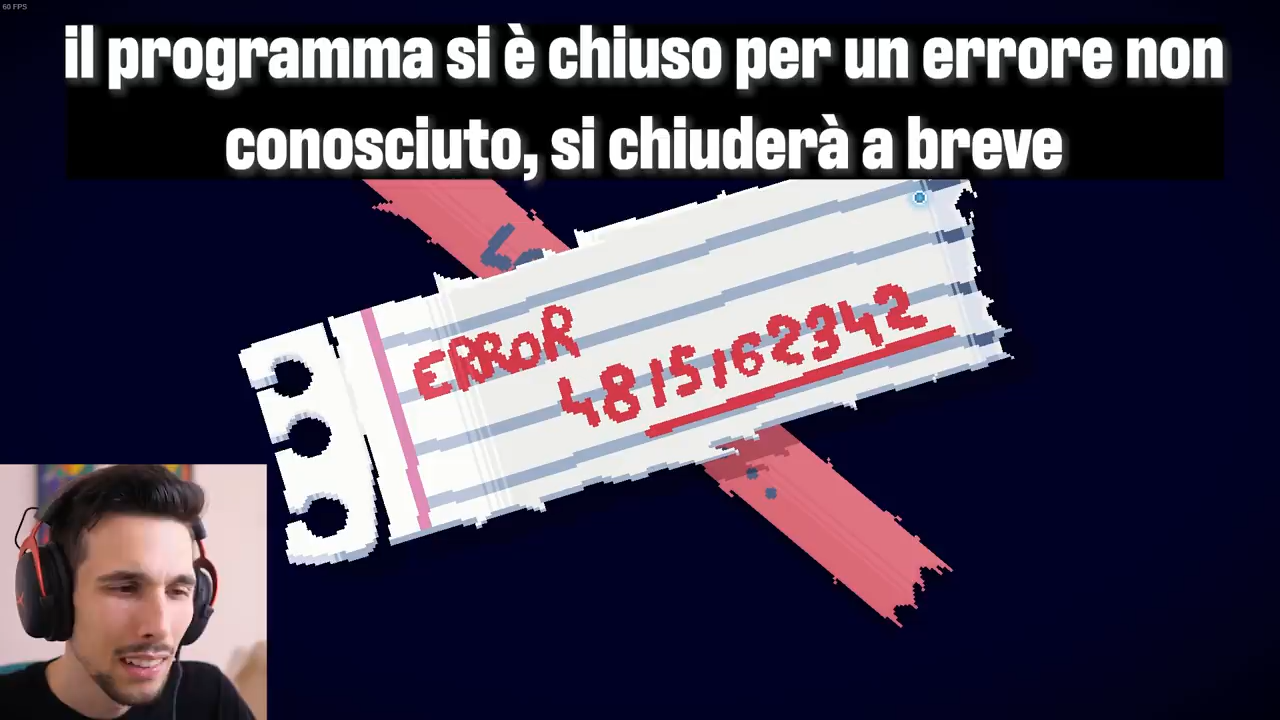 60 FPS
il programma si è chiuso per un errore non
conosciuto, si chiuderà a breve
ERROR
4815162342